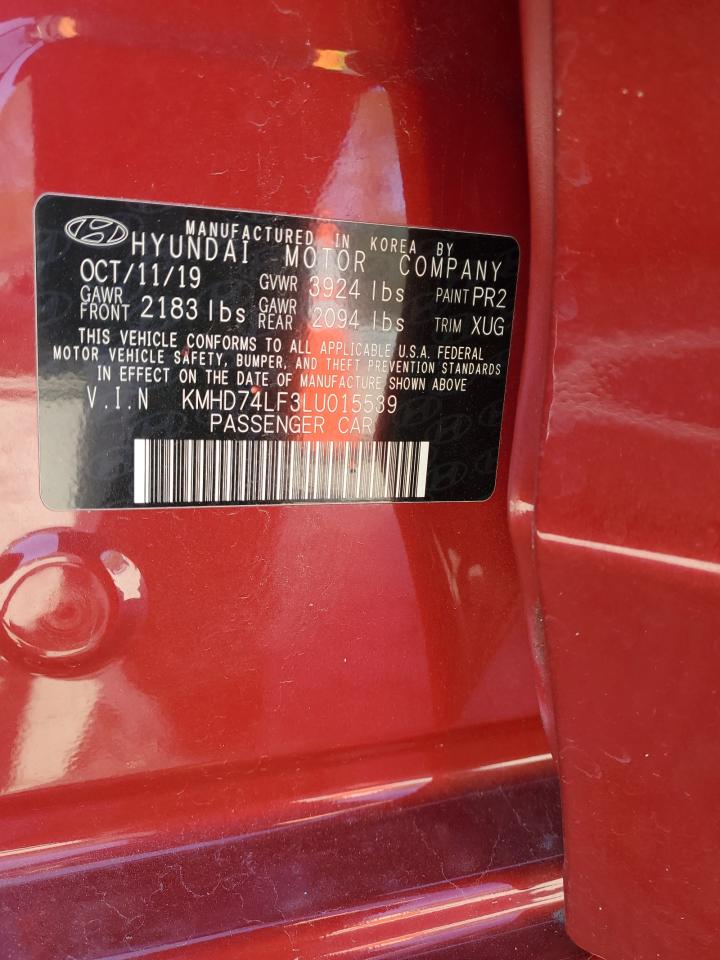 MANUFACTURED IN KOREA BY
HYUNDAI MOTOR COMPANY
OCT/11/19 GVWR 3924 lbs PAINT PR2
GAWR FRONT 2183 lbs GAWR REAR 2094 lbs TRIM XUG
THIS VEHICLE CONFORMS TO ALL APPLICABLE U.S.A. FEDERAL
MOTOR VEHICLE SAFETY, BUMPER, AND THEFT PREVENTION STANDARDS
IN EFFECT ON THE DATE OF MANUFACTURE SHOWN ABOVE
V.I.N KMHD74LF3LU015539
PASSENGER CAR